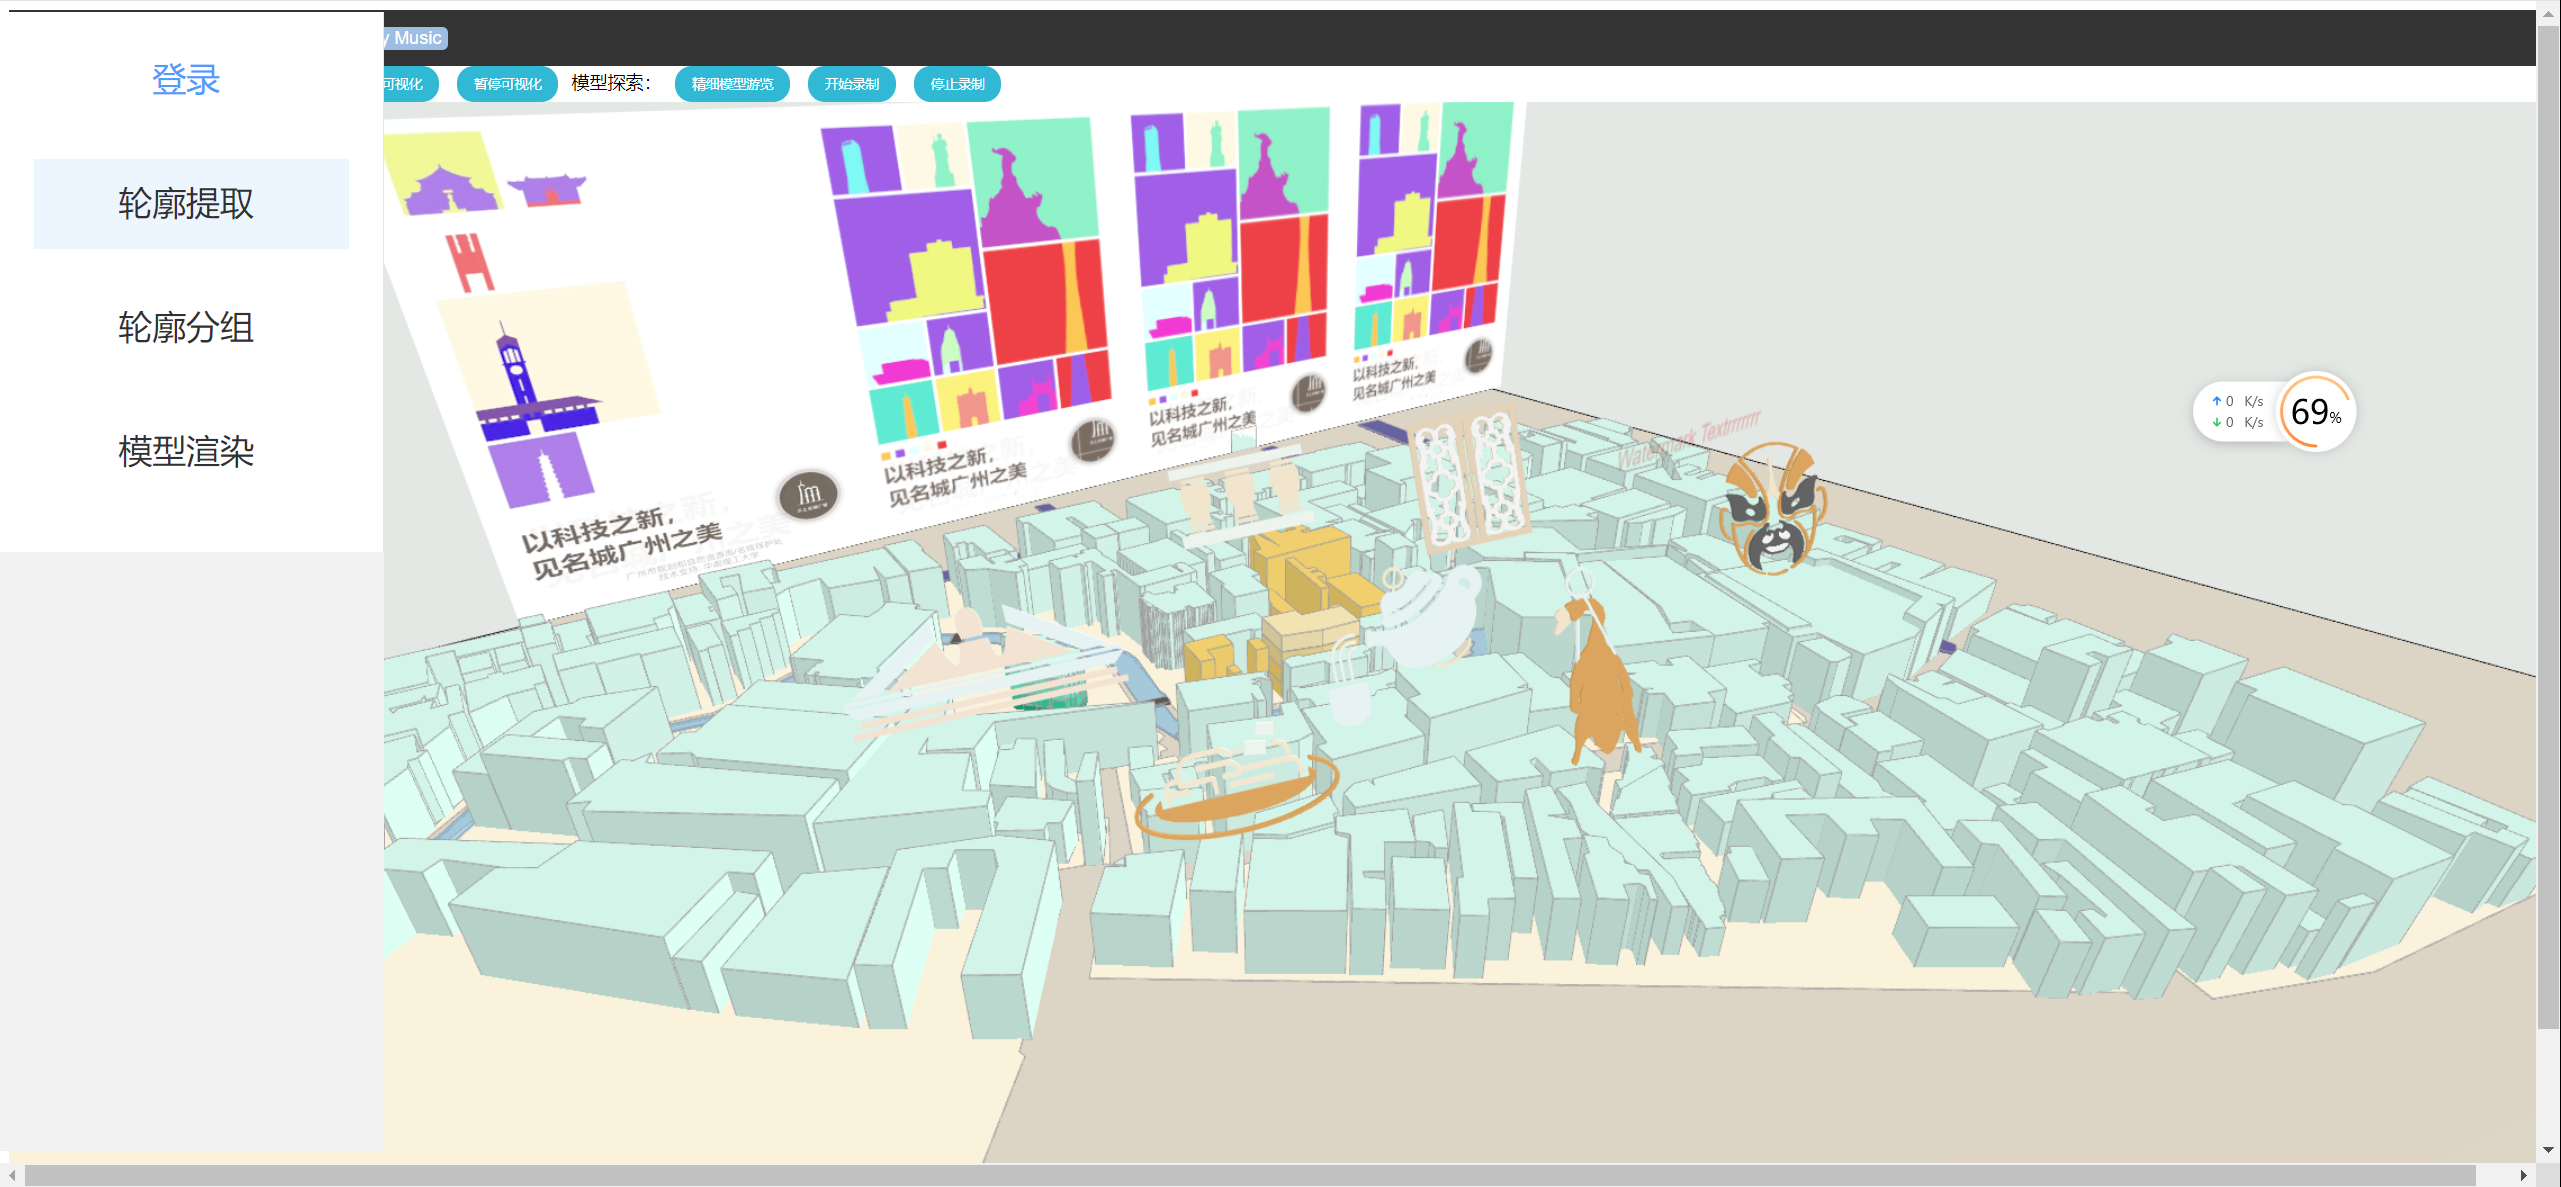 登录
轮廓提取
轮廓分组
模型渲染
y Music
可视化
暂停可视化
模型探索：
精细模型游览
开始录制
停止录制
以科技之新，
见名城广州之美
以科技之新，
见名城广州之美
以科技之新，
见名城广州之美
以科技之新，
见名城广州之美
Watermark Textrrrrrrr
0 K/s
0 K/s
69%